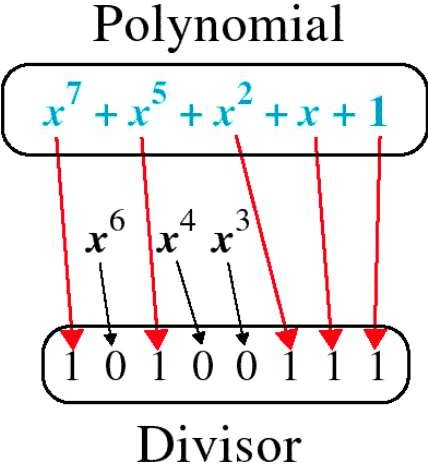 Polynomial
x⁷ + x⁵ + x² + x + 1
x⁶ x⁴ x³
1 0 1 0 0 1 1 1
Divisor